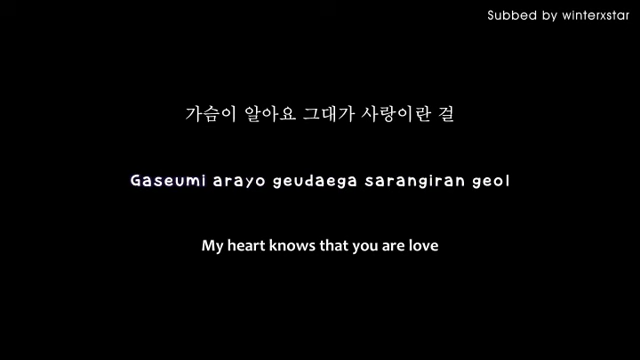 Subbed by winterxstar
가슴이 알아요 그대가 사랑이란 걸
Gaseumi arayo geudaega sarangiran geol
My heart knows that you are love